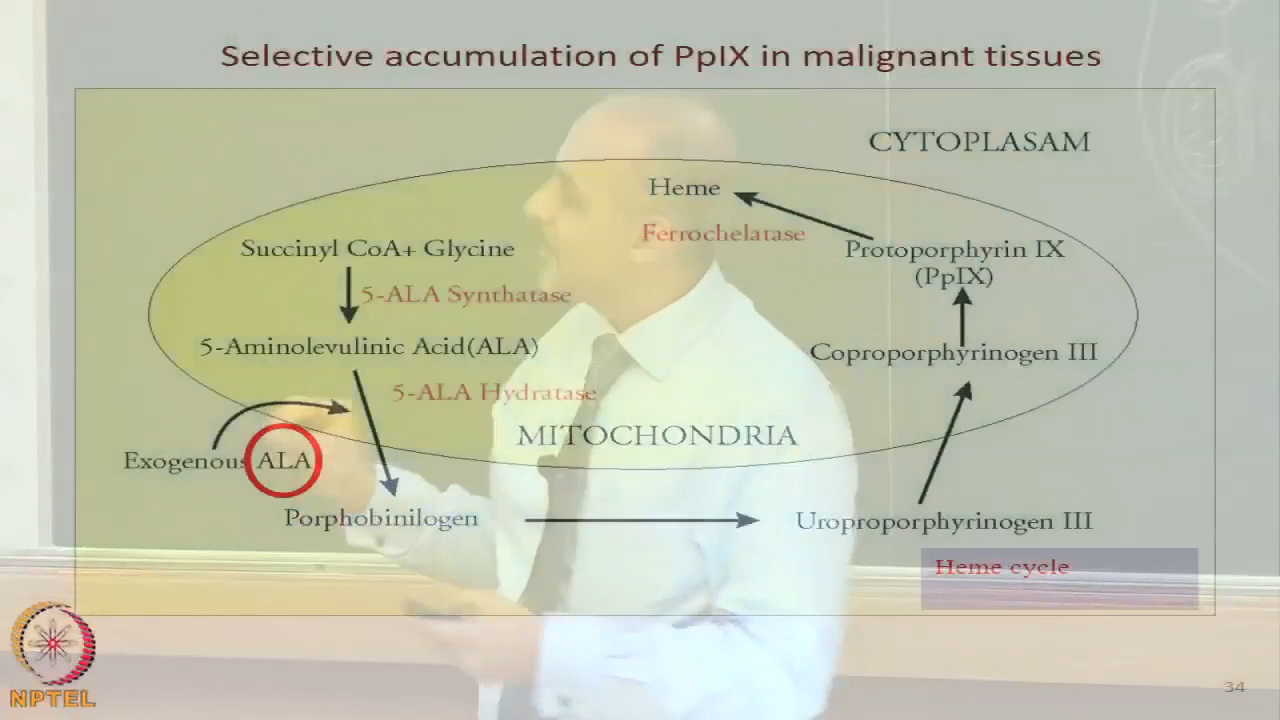 Selective accumulation of PpIX in malignant tissues
CYTOPLASAM
Heme
Ferrochelatase
Succinyl CoA+ Glycine
Protoporphyrin IX
(PpIX)
5-ALA Synthatase
5-Aminolevulinic Acid(ALA)
Coproporphyrinogen III
5-ALA Hydratase
MITOCHONDRIA
Exogenous ALA
Porphobinilogen
Uroproporphyrinogen III
Heme cycle
NPTEL
34